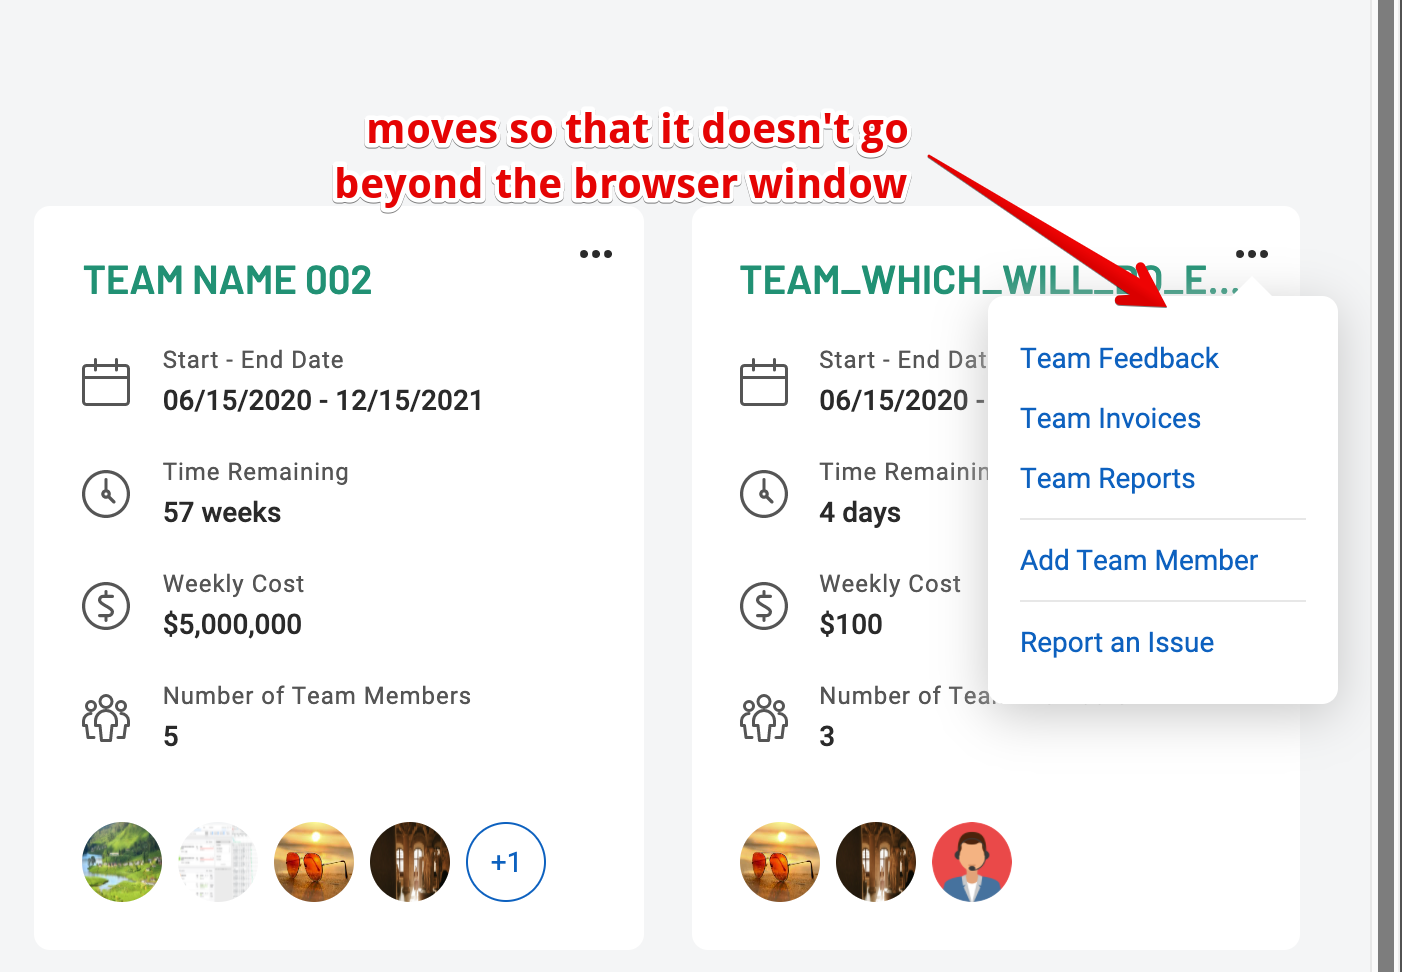 moves so that it doesn't go
beyond the browser window
TEAM NAME 002
Start - End Date
06/15/2020 - 12/15/2021
Time Remaining
57 weeks
Weekly Cost
$5,000,000
Number of Team Members
5
+1
TEAM_WHICH_WILL_DO_E...
Start - End Dat
06/15/2020 -
Time Remainin
4 days
Weekly Cost
$100
Number of Tea
3
Team Feedback
Team Invoices
Team Reports
Add Team Member
Report an Issue